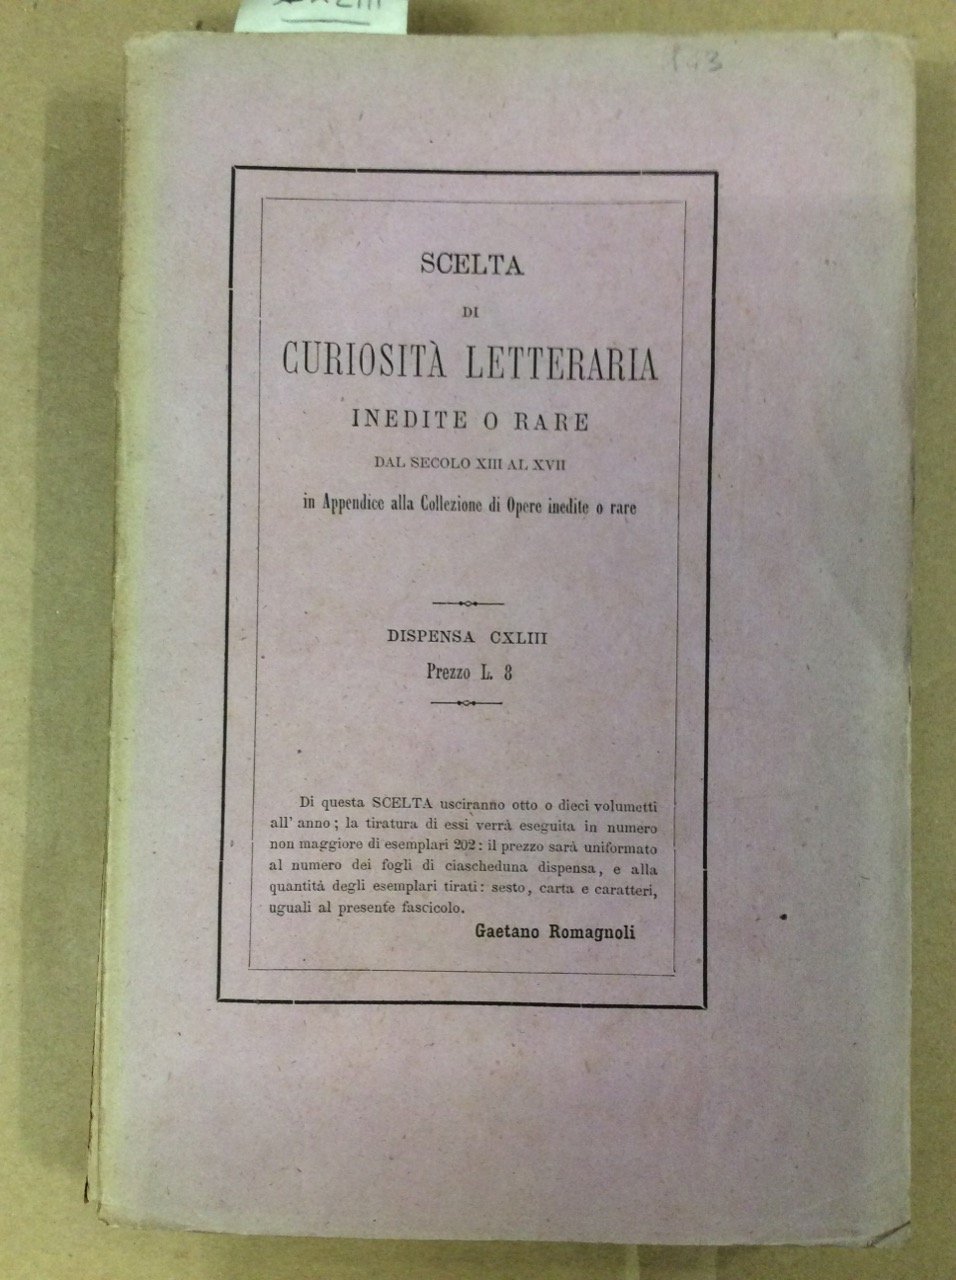 SCELTA
DI
CURIOSITÀ LETTERARIA
INEDITE O RARE
DAL SECOLO XIII AL XVII
in Appendice alla Collezione di Opere inedite o rare
DISPENSA CXLIII
Prezzo L. 8
Di questa SCELTA usciranno otto o dieci volumetti
all' anno; la tiratura di essi verrà eseguita in numero
non maggiore di esemplari 202: il prezzo sarà uniformato
al numero dei fogli di ciascheduna dispensa, e alla
quantità degli esemplari tirati: sesto, carta e caratteri,
uguali al presente fascicolo.
Gaetano Romagnoli